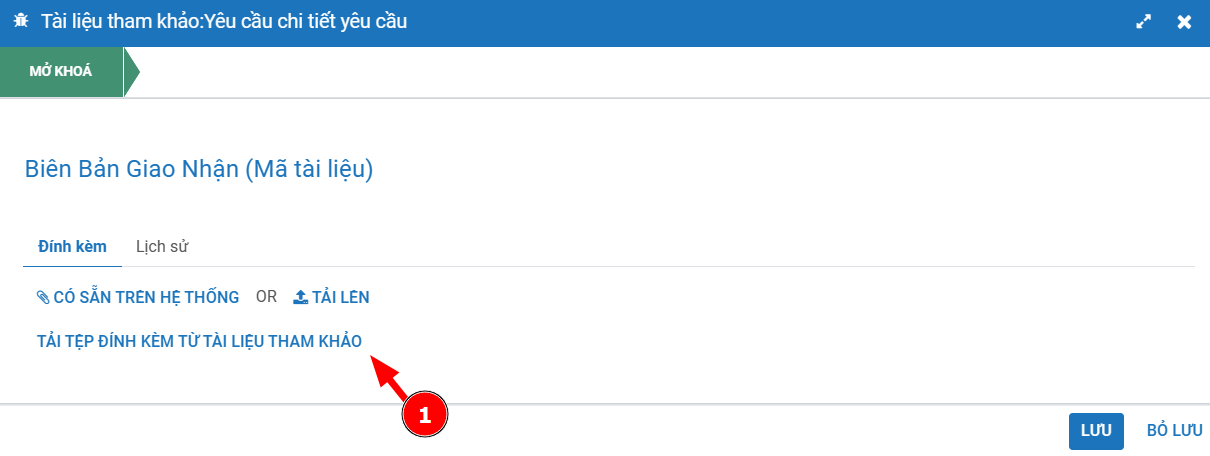 Tài liệu tham khảo:Yêu cầu chi tiết yêu cầu
MỞ KHOÁ
Biên Bản Giao Nhận (Mã tài liệu)
Đính kèm Lịch sử
CÓ SẴN TRÊN HỆ THỐNG OR TẢI LÊN
TẢI TỆP ĐÍNH KÈM TỪ TÀI LIỆU THAM KHẢO
1
LƯU BỎ LƯU